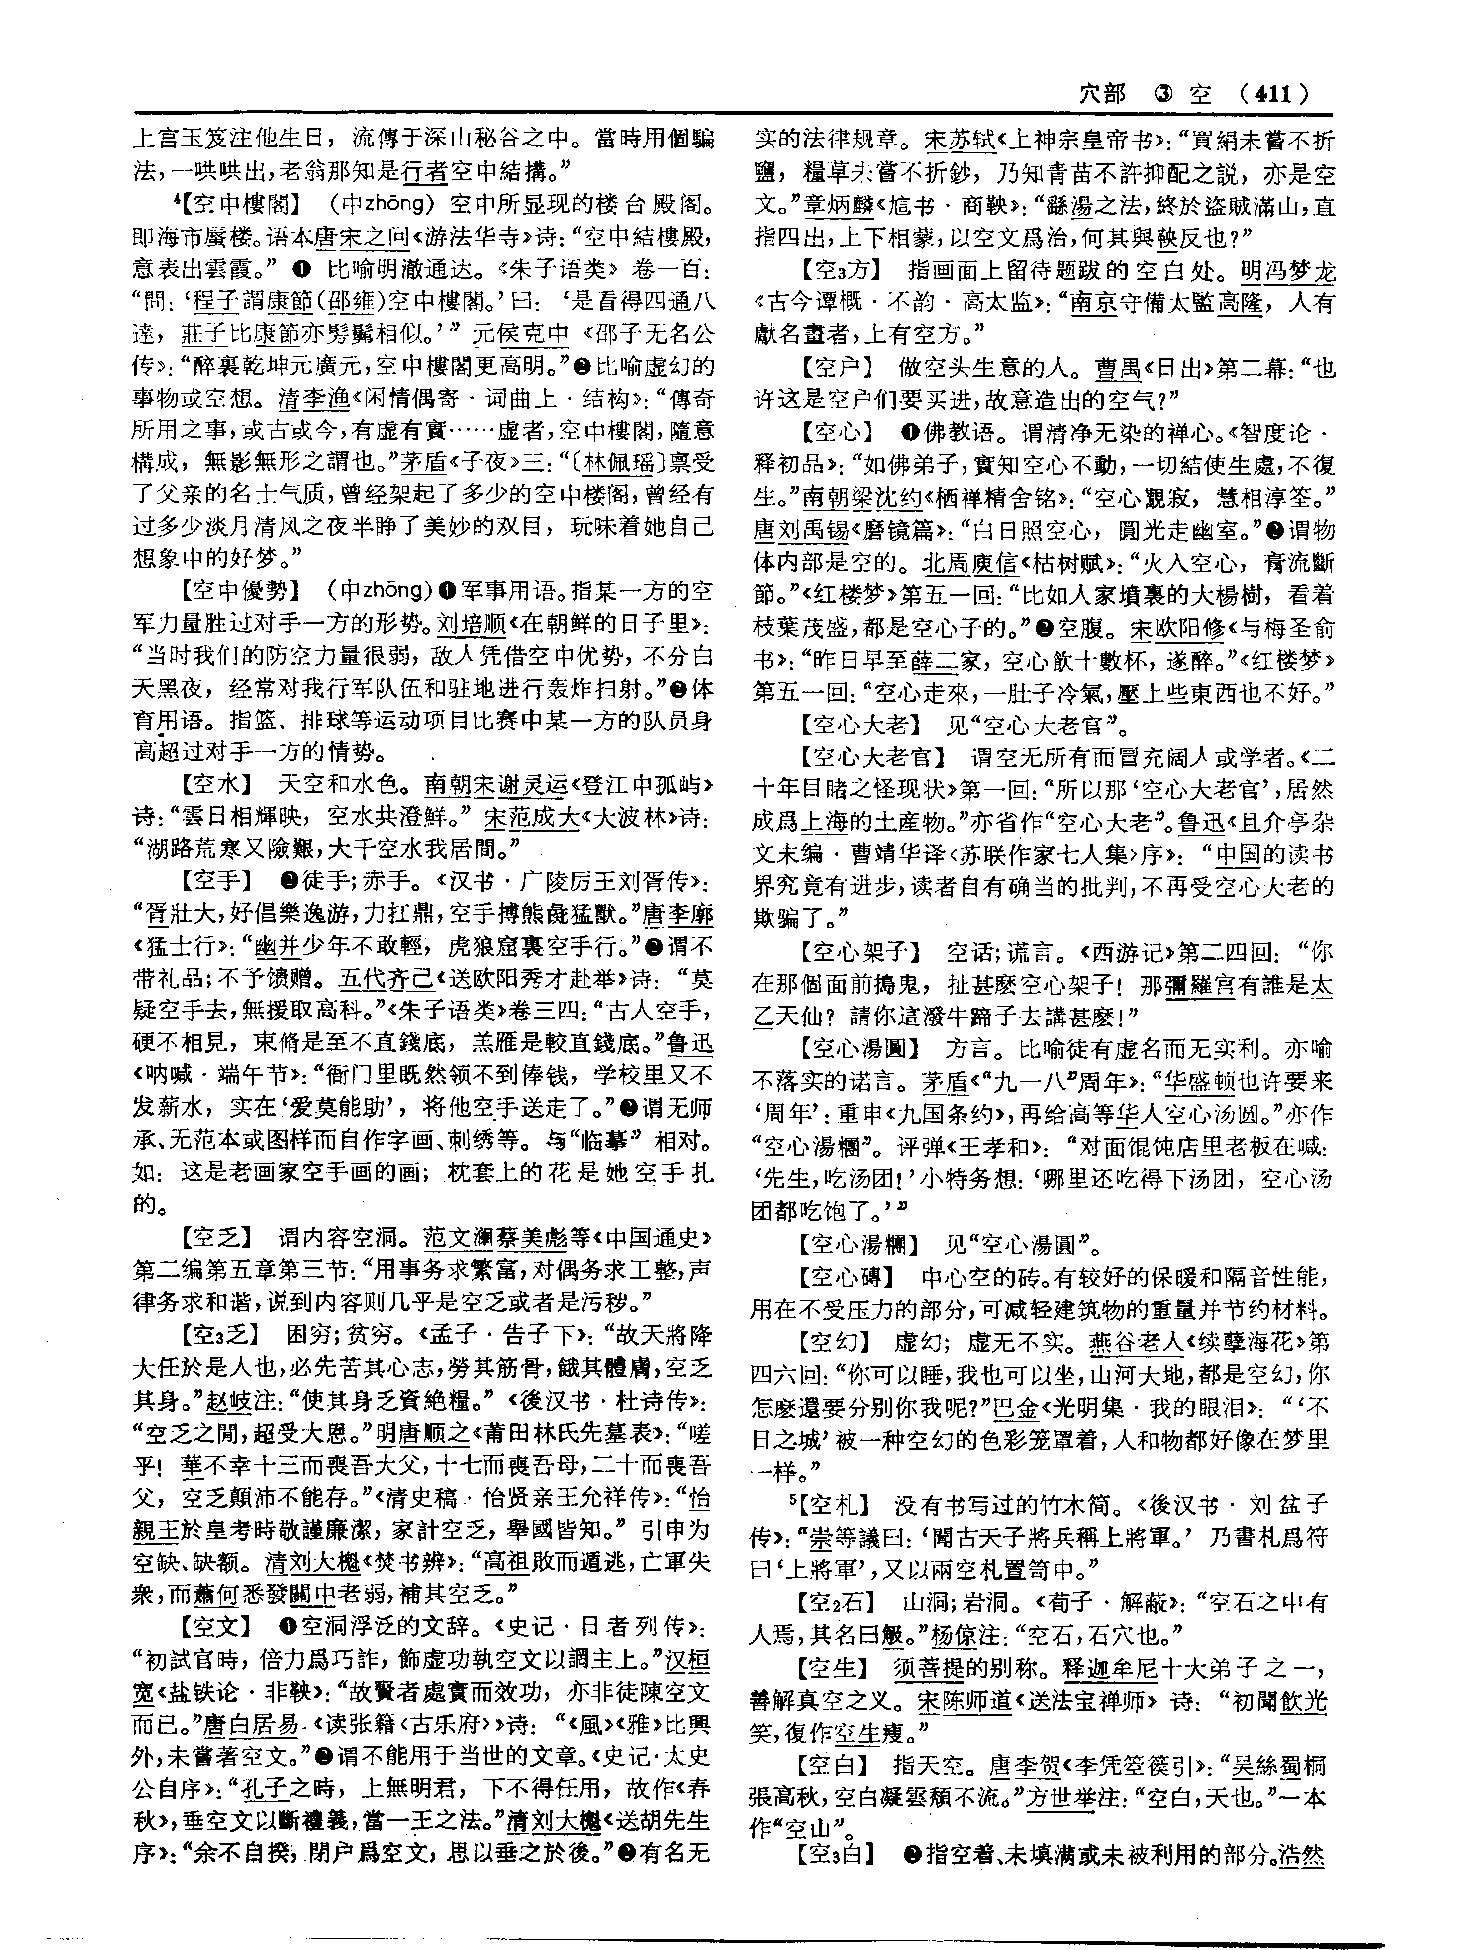 穴部 ③ 空 (411)
上宫玉笈注他生日，流傳于深山秘谷之中。當時用個騙
法，一哄哄出，老翁那知是行者空中結搆。”
⁴【空中樓閣】 （中zhōng）空中所显现的楼台殿阁。
即海市蜃楼。语本唐宋之问《游法华寺》诗：“空中結樓殿，
意表出雲霞。”❶ 比喻明澈通达。《朱子语类》卷一百：
“問：‘程子謂康節（邵雍）空中樓閣。’曰：‘是看得四通八
達，莊子比康節亦髣髴相似。’”元侯克中《邵子无名公
传》：“醉裏乾坤元廣元，空中樓閣更高明。”❷比喻虚幻的
事物或空想。清李渔《闲情偶寄·词曲上·结构》：“傳奇
所用之事，或古或今，有虚有實……虚者，空中樓閣，隨意
構成，無影無形之謂也。”茅盾《子夜》三：“〔林佩瑶〕禀受
了父亲的名士气质，曾经架起了多少的空中楼阁，曾经有
过多少淡月清风之夜半睁了美妙的双目，玩味着她自己
想象中的好梦。”
【空中優勢】 （中zhōng）❶军事用语。指某一方的空
军力量胜过对手一方的形势。刘培顺《在朝鲜的日子里》：
“当时我们的防空力量很弱，敌人凭借空中优势，不分白
天黑夜，经常对我行军队伍和驻地进行轰炸扫射。”❷体
育用语。指篮、排球等运动项目比赛中某一方的队员身
高超过对手一方的情势。
【空水】 天空和水色。南朝宋谢灵运《登江中孤屿》
诗：“雲日相輝映，空水共澄鮮。”宋范成大《大波林》诗：
“湖路荒寒又險艱，大千空水我居間。”
【空手】 ❶徒手；赤手。《汉书·广陵厉王刘胥传》：
“胥壯大，好倡樂逸游，力扛鼎，空手搏熊彘猛獸。”唐李廓
《猛士行》：“幽并少年不敢輕，虎狼窟裏空手行。”❷谓不
带礼品；不予馈赠。五代齐己《送欧阳秀才赴举》诗：“莫
疑空手去，無援取高科。”《朱子语类》卷三四：“古人空手，
硬不相見，束脩是至不直錢底，羔雁是較直錢底。”鲁迅
《呐喊·端午节》：“衙门里既然领不到俸钱，学校里又不
发薪水，实在‘爱莫能助’，将他空手送走了。”❸谓无师
承、无范本或图样而自作字画、刺绣等。与“临摹”相对。
如：这是老画家空手画的画；枕套上的花是她空手扎
的。
【空乏】 谓内容空洞。范文澜蔡美彪等《中国通史》
第二编第五章第三节：“用事务求繁富，对偶务求工整，声
律务求和谐，说到内容则几乎是空乏或者是污秽。”
【空₃乏】 困穷；贫穷。《孟子·告子下》：“故天將降
大任於是人也，必先苦其心志，勞其筋骨，餓其體膚，空乏
其身。”赵岐注：“使其身乏資絶糧。”《後汉书·杜诗传》：
“空乏之間，超受大恩。”明唐顺之《莆田林氏先墓表》：“嗟
乎！華不幸十三而喪吾大父，十七而喪吾母，二十而喪吾
父，空乏顛沛不能存。”《清史稿·怡贤亲王允祥传》：“怡
親王於皇考時敬謹廉潔，家計空乏，舉國皆知。”引申为
空缺、缺额。清刘大櫆《焚书辨》：“高祖敗而遁逃，亡軍失
衆，而蕭何悉發關中老弱，補其空乏。”
【空文】 ❶空洞浮泛的文辞。《史记·日者列传》：
“初試官時，倍力爲巧詐，飾虚功執空文以誷主上。”汉桓
宽《盐铁论·非鞅》：“故賢者處實而效功，亦非徒陳空文
而已。”唐白居易《读张籍〈古乐府〉》诗：“《風》《雅》比興
外，未嘗著空文。”❷谓不能用于当世的文章。《史记·太史
公自序》：“孔子之時，上無明君，下不得任用，故作《春
秋》，垂空文以斷禮義，當一王之法。”清刘大櫆《送胡先生
序》：“余不自揆，閉户爲空文，思以垂之於後。”❸有名无
实的法律规章。宋苏轼《上神宗皇帝书》：“買絹未嘗不折
鹽，糧草未嘗不折鈔，乃知青苗不許抑配之説，亦是空
文。”章炳麟《訄书·商鞅》：“繇湯之法，終於盜賊滿山，直
指四出，上下相蒙，以空文爲治，何其與鞅反也？”
【空₃方】 指画面上留待题跋的空白处。明冯梦龙
《古今谭概·不韵·高太监》：“南京守備太監高隆，人有
獻名畫者，上有空方。”
【空户】 做空头生意的人。曹禺《日出》第二幕：“也
许这是空户们要买进，故意造出的空气？”
【空心】 ❶佛教语。谓清净无染的禅心。《智度论·
释初品》：“如佛弟子，實知空心不動，一切結使生處，不復
生。”南朝梁沈约《栖禅精舍铭》：“空心觀寂，慧相淳筌。”
唐刘禹锡《磨镜篇》：“白日照空心，圓光走幽室。”❷谓物
体内部是空的。北周庾信《枯树赋》：“火入空心，膏流斷
節。”《红楼梦》第五一回：“比如人家墳裏的大楊樹，看着
枝葉茂盛，都是空心子的。”❸空腹。宋欧阳修《与梅圣俞
书》：“昨日早至薛二家，空心飲十數杯，遂醉。”《红楼梦》
第五一回：“空心走來，一肚子冷氣，壓上些東西也不好。”
【空心大老】 见“空心大老官”。
【空心大老官】 谓空无所有而冒充阔人或学者。《二
十年目睹之怪现状》第一回：“所以那‘空心大老官’，居然
成爲上海的土産物。”亦省作“空心大老”。鲁迅《且介亭杂
文末编·曹靖华译〈苏联作家七人集〉序》：“中国的读书
界究竟有进步，读者自有确当的批判，不再受空心大老的
欺骗了。”
【空心架子】 空话；谎言。《西游记》第二四回：“你
在那個面前搗鬼，扯甚麽空心架子！那彌羅宫有誰是太
乙天仙？請你這潑牛蹄子去講甚麽！”
【空心湯圓】 方言。比喻徒有虚名而无实利。亦喻
不落实的诺言。茅盾《“九一八”周年》：“华盛顿也许要来
‘周年’：重申《九国条约》，再给高等华人空心汤圆。”亦作
“空心湯糰”。评弹《王孝和》：“对面馄饨店里老板在喊：
‘先生，吃汤团！’小特务想：‘哪里还吃得下汤团，空心汤
团都吃饱了。’”
【空心湯糰】 见“空心湯圓”。
【空心磚】 中心空的砖。有较好的保暖和隔音性能，
用在不受压力的部分，可减轻建筑物的重量并节约材料。
【空幻】 虚幻；虚无不实。燕谷老人《续孽海花》第
四六回：“你可以睡，我也可以坐，山河大地，都是空幻，你
怎麽還要分别你我呢？”巴金《光明集·我的眼泪》：“‘不
日之城’被一种空幻的色彩笼罩着，人和物都好像在梦里
一样。”
⁵【空札】 没有书写过的竹木简。《後汉书·刘盆子
传》：“崇等議曰：‘聞古天子將兵稱上將軍。’乃書札爲符
曰‘上將軍’，又以兩空札置笥中。”
【空₂石】 山洞；岩洞。《荀子·解蔽》：“空石之中有
人焉，其名曰觙。”杨倞注：“空石，石穴也。”
【空生】 须菩提的别称。释迦牟尼十大弟子之一，
善解真空之义。宋陈师道《送法宝禅师》诗：“初聞飲光
笑，復作空生瘦。”
【空白】 指天空。唐李贺《李凭箜篌引》：“吴絲蜀桐
張高秋，空白凝雲頹不流。”方世举注：“空白，天也。”一本
作“空山”。
【空₃白】 ❶指空着、未填满或未被利用的部分。浩然